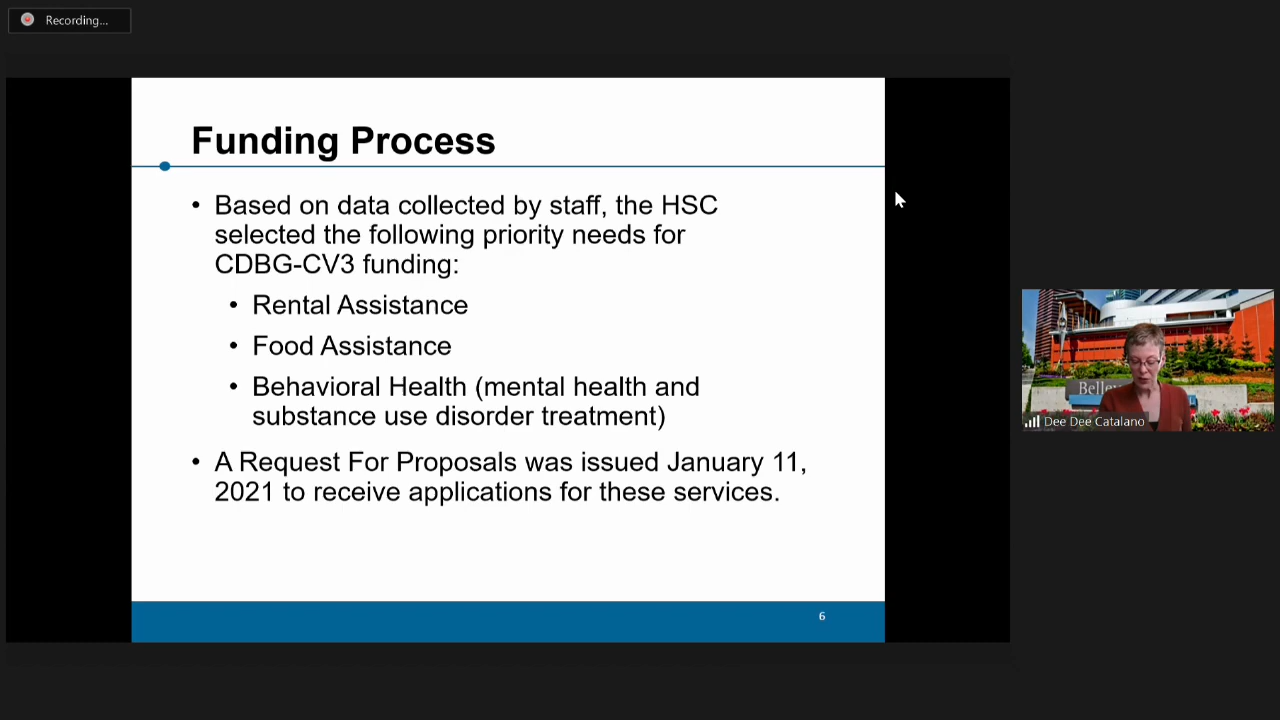 Recording...
Funding Process
• Based on data collected by staff, the HSC
selected the following priority needs for
CDBG-CV3 funding:
• Rental Assistance
• Food Assistance
• Behavioral Health (mental health and
substance use disorder treatment)
• A Request For Proposals was issued January 11,
2021 to receive applications for these services.
6
Dee Dee Catalano